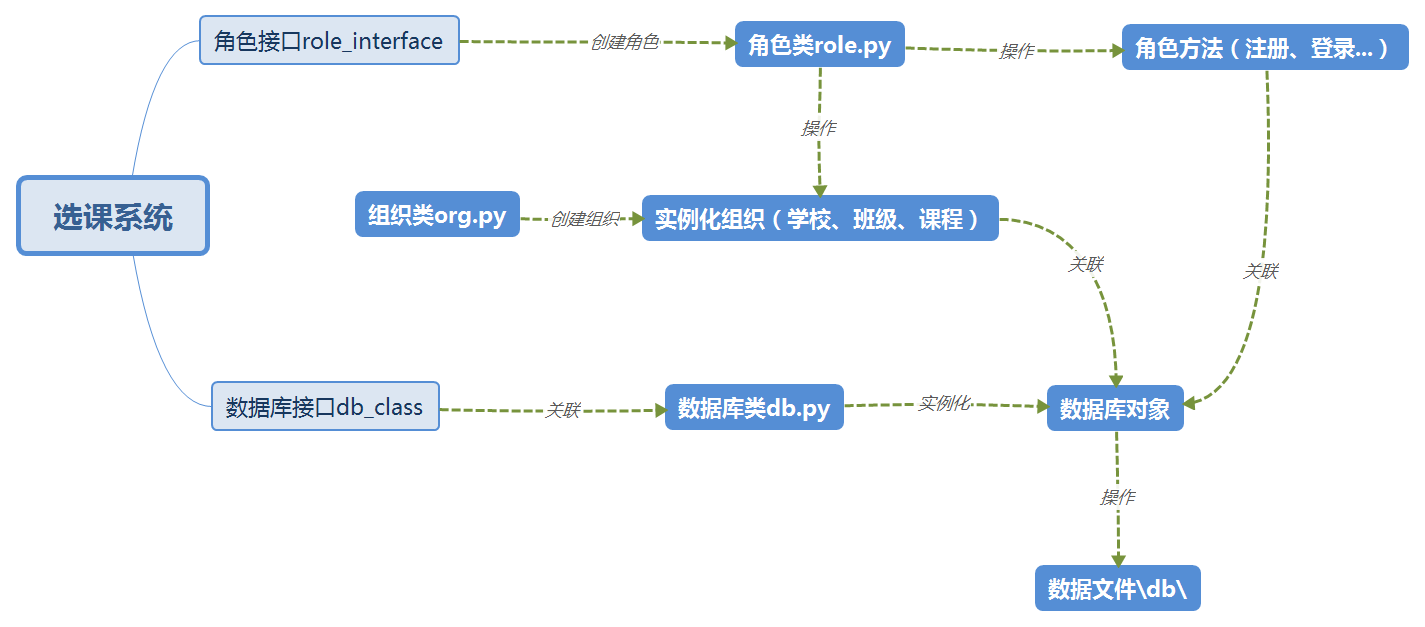 角色接口role_interface
创建角色
角色类role.py
操作
角色方法（注册、登录...）
操作
选课系统
组织类org.py
创建组织
实例化组织（学校、班级、课程）
关联
关联
数据库接口db_class
关联
数据库类db.py
实例化
数据库对象
操作
数据文件\db\